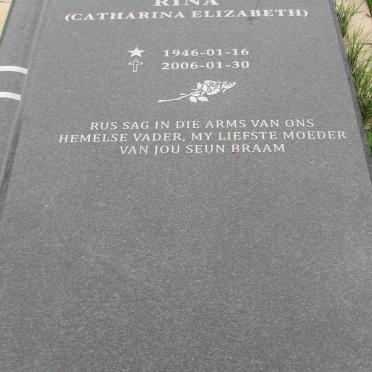 RINA
(CATHARINA ELIZABETH)
1946-01-16
2006-01-30
RUS SAG IN DIE ARMS VAN ONS
HEMELSE VADER, MY LIEFSTE MOEDER
VAN JOU SEUN BRAAM